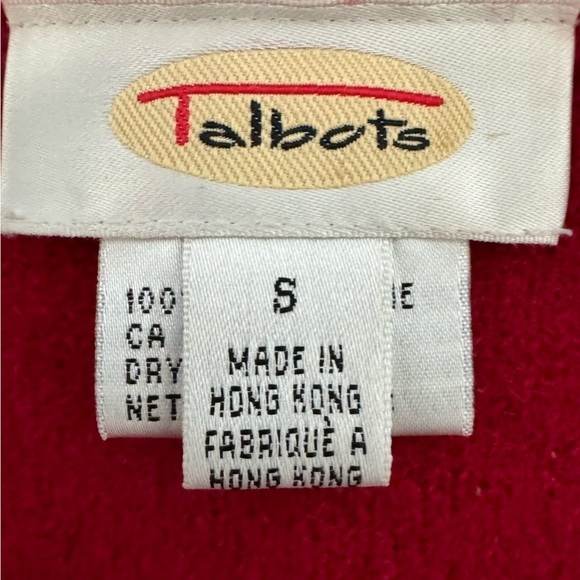 Talbots
S
MADE IN
HONG KONG
FABRIQUÈ A
HONG KONG
100
CA
DRY
NET